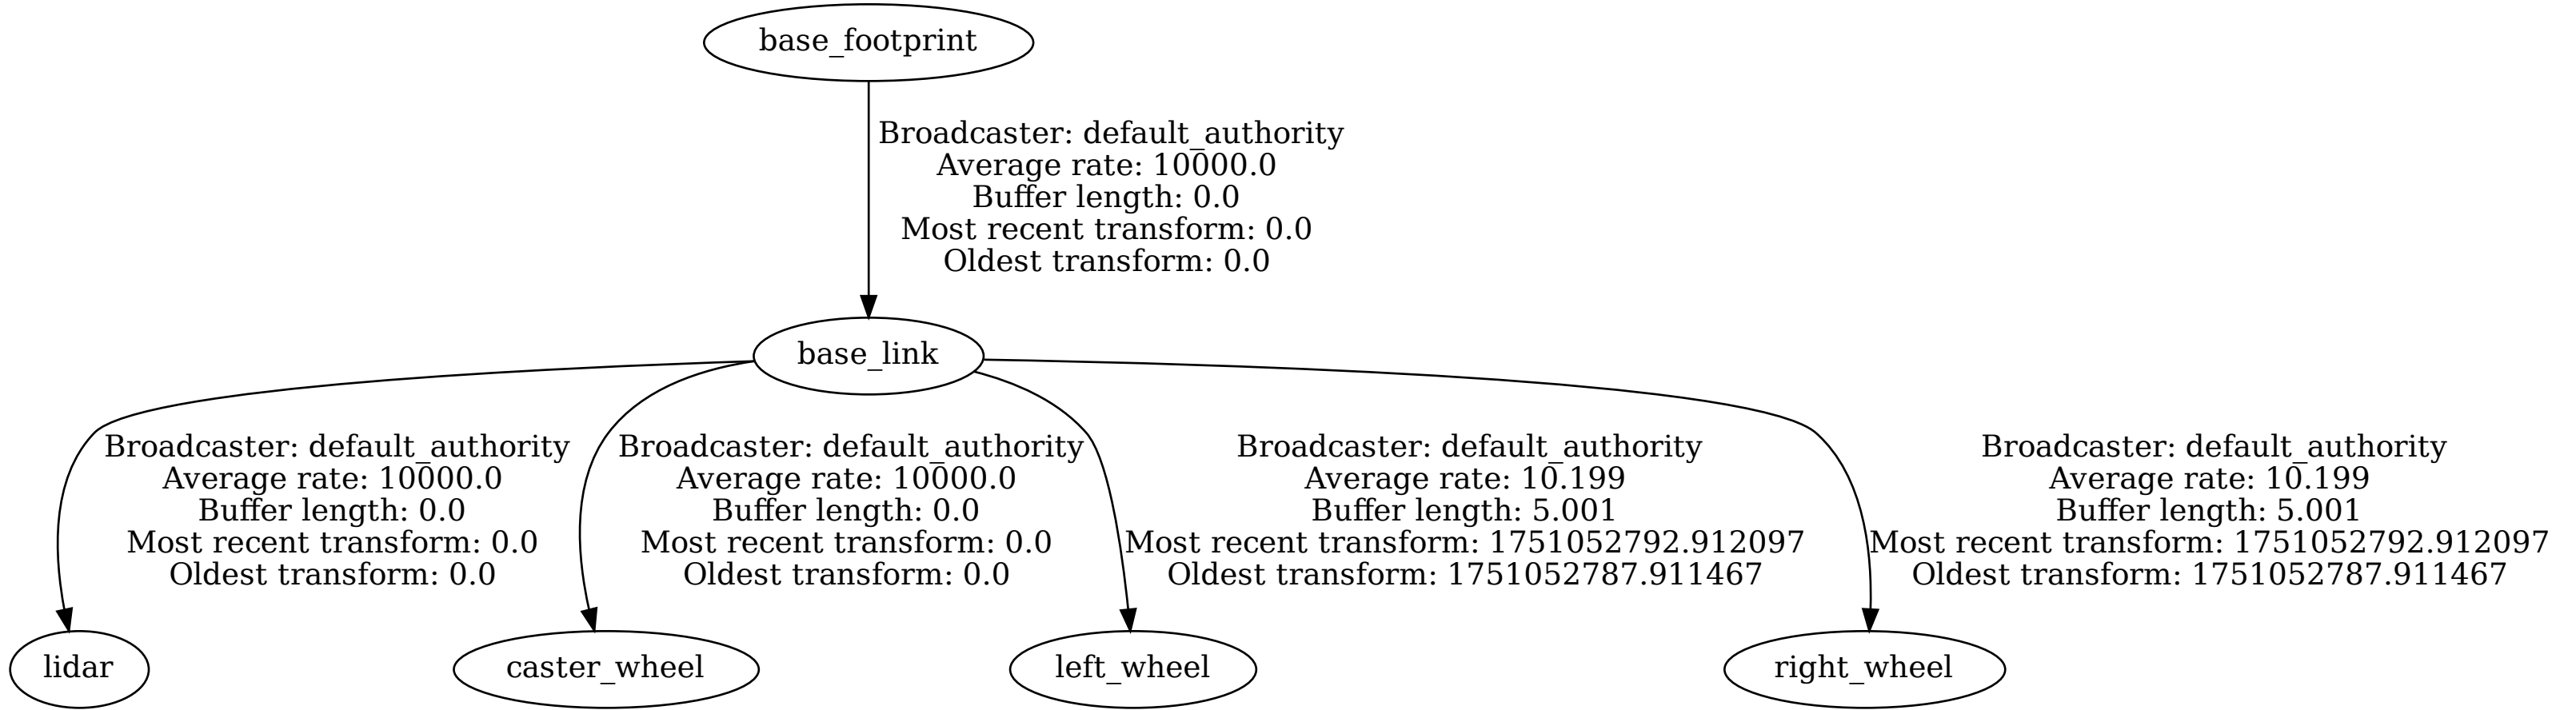 base_footprint
Broadcaster: default_authority
Average rate: 10000.0
Buffer length: 0.0
Most recent transform: 0.0
Oldest transform: 0.0
base_link
Broadcaster: default_authority
Average rate: 10000.0
Buffer length: 0.0
Most recent transform: 0.0
Oldest transform: 0.0
Broadcaster: default_authority
Average rate: 10000.0
Buffer length: 0.0
Most recent transform: 0.0
Oldest transform: 0.0
Broadcaster: default_authority
Average rate: 10.199
Buffer length: 5.001
Most recent transform: 1751052792.912097
Oldest transform: 1751052787.911467
Broadcaster: default_authority
Average rate: 10.199
Buffer length: 5.001
Most recent transform: 1751052792.912097
Oldest transform: 1751052787.911467
lidar
caster_wheel
left_wheel
right_wheel